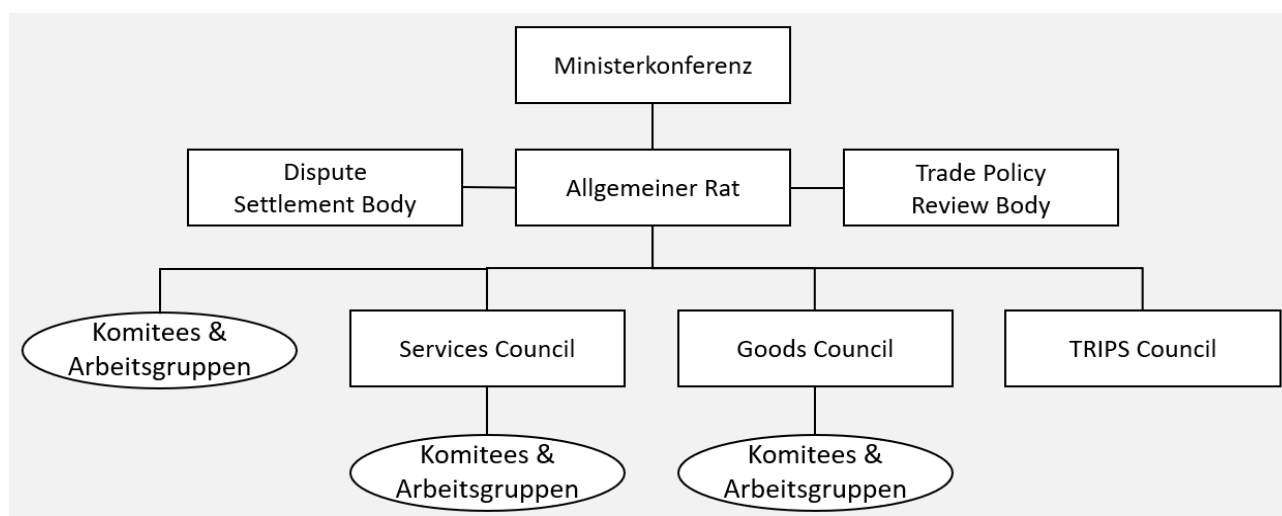 Ministerkonferenz
Dispute
Settlement Body
Allgemeiner Rat
Trade Policy
Review Body
Komitees &
Arbeitsgruppen
Services Council
Goods Council
TRIPS Council
Komitees &
Arbeitsgruppen
Komitees &
Arbeitsgruppen